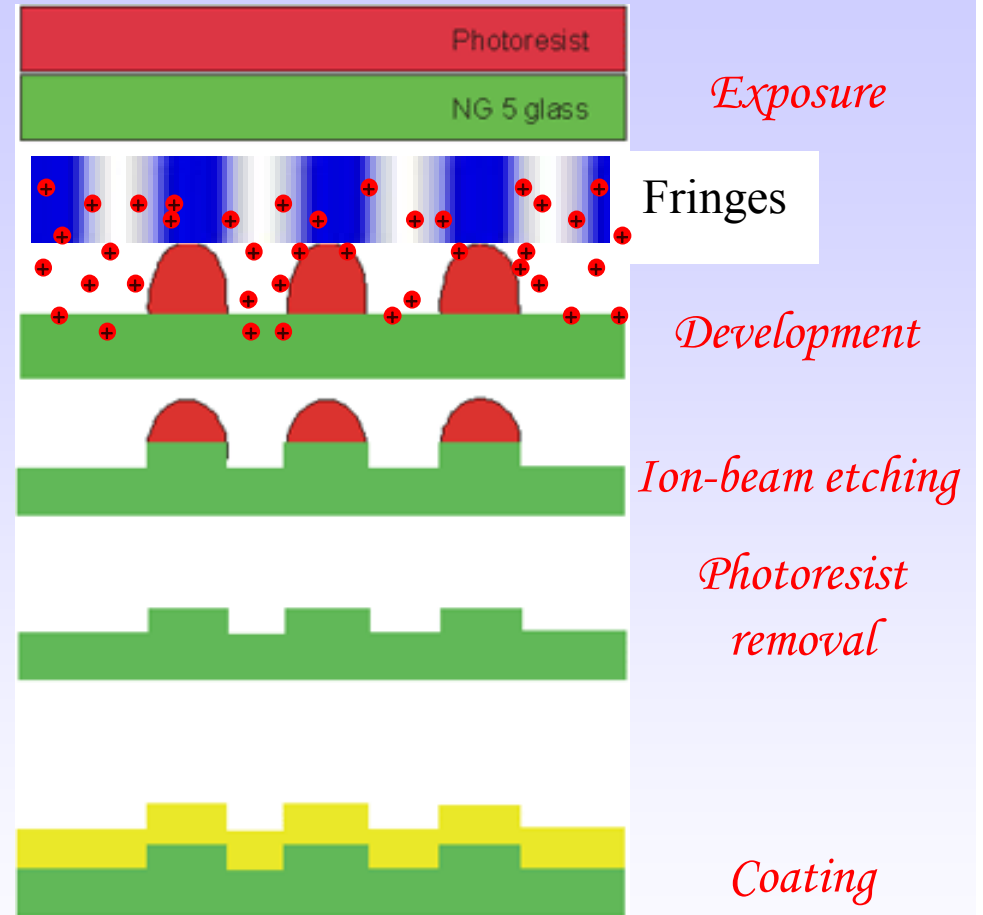 Photoresist
NG 5 glass
Exposure
Fringes
Development
Ion-beam etching
Photoresist
removal
Coating